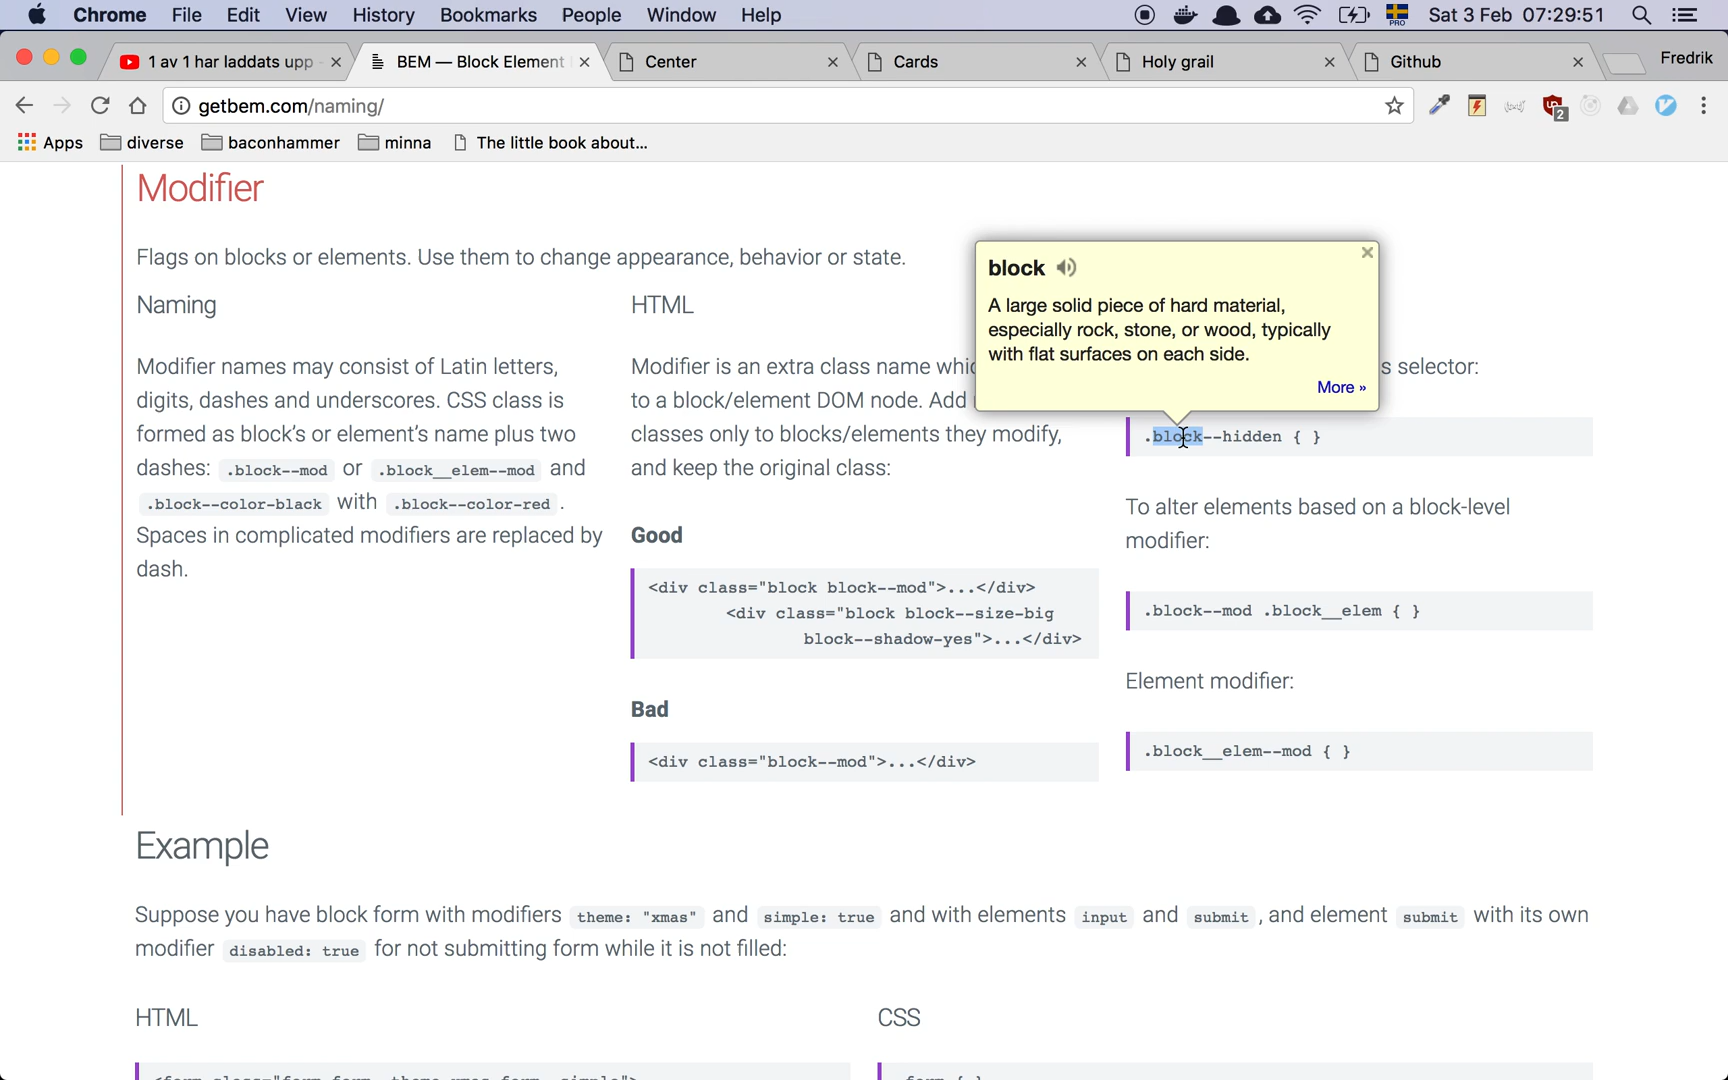 Chrome File Edit View History Bookmarks People Window Help Sat 3 Feb 07:29:51
1 av 1 har laddats upp BEM — Block Element Center Cards Holy grail Github Fredrik
getbem.com/naming/
Apps diverse baconhammer minna The little book about...
Modifier
Flags on blocks or elements. Use them to change appearance, behavior or state.
block
A large solid piece of hard material,
especially rock, stone, or wood, typically
with flat surfaces on each side.
More »
Naming
Modifier names may consist of Latin letters,
digits, dashes and underscores. CSS class is
formed as block's or element's name plus two
dashes: .block--mod or .block__elem--mod and
.block--color-black with .block--color-red .
Spaces in complicated modifiers are replaced by
dash.
HTML
Modifier is an extra class name
to a block/element DOM node. Add
classes only to blocks/elements they modify,
and keep the original class:
Good
<div class="block block--mod">...</div>
<div class="block block--size-big
block--shadow-yes">...</div>
Bad
<div class="block--mod">...</div>
selector:
.block--hidden { }
To alter elements based on a block-level
modifier:
.block--mod .block__elem { }
Element modifier:
.block__elem--mod { }
Example
Suppose you have block form with modifiers theme: "xmas" and simple: true and with elements input and submit , and element submit with its own
modifier disabled: true for not submitting form while it is not filled:
HTML
CSS